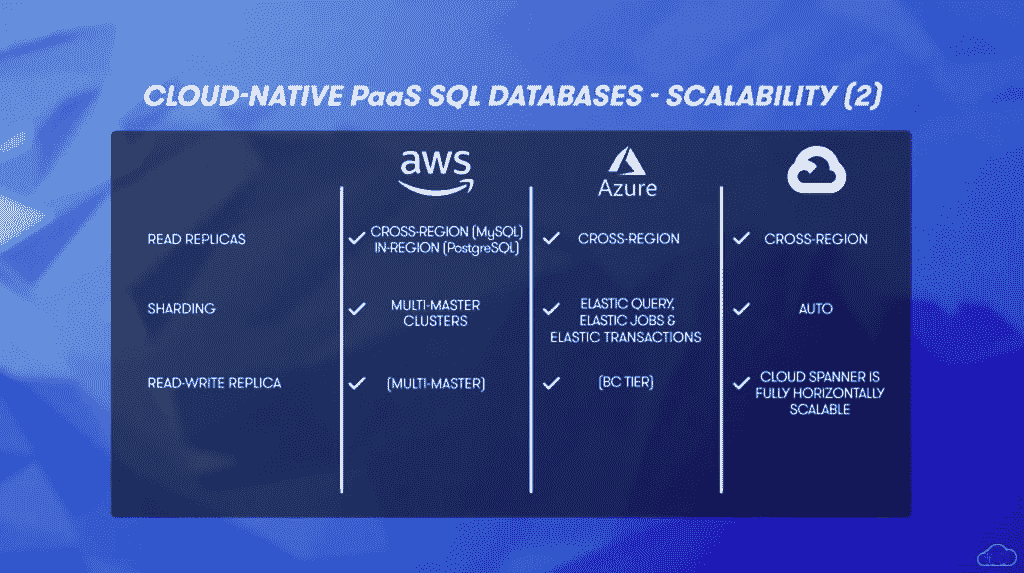 CLOUD-NATIVE PaaS SQL DATABASES - SCALABILITY (2)
aws
Azure
READ REPLICAS
CROSS-REGION (MySQL)
IN-REGION (PostgreSQL)
CROSS-REGION
CROSS-REGION
SHARDING
MULTI-MASTER
CLUSTERS
ELASTIC QUERY,
ELASTIC JOBS &
ELASTIC TRANSACTIONS
AUTO
READ-WRITE REPLICA
(MULTI-MASTER)
(BC TIER)
CLOUD SPANNER IS
FULLY HORIZONTALLY
SCALABLE